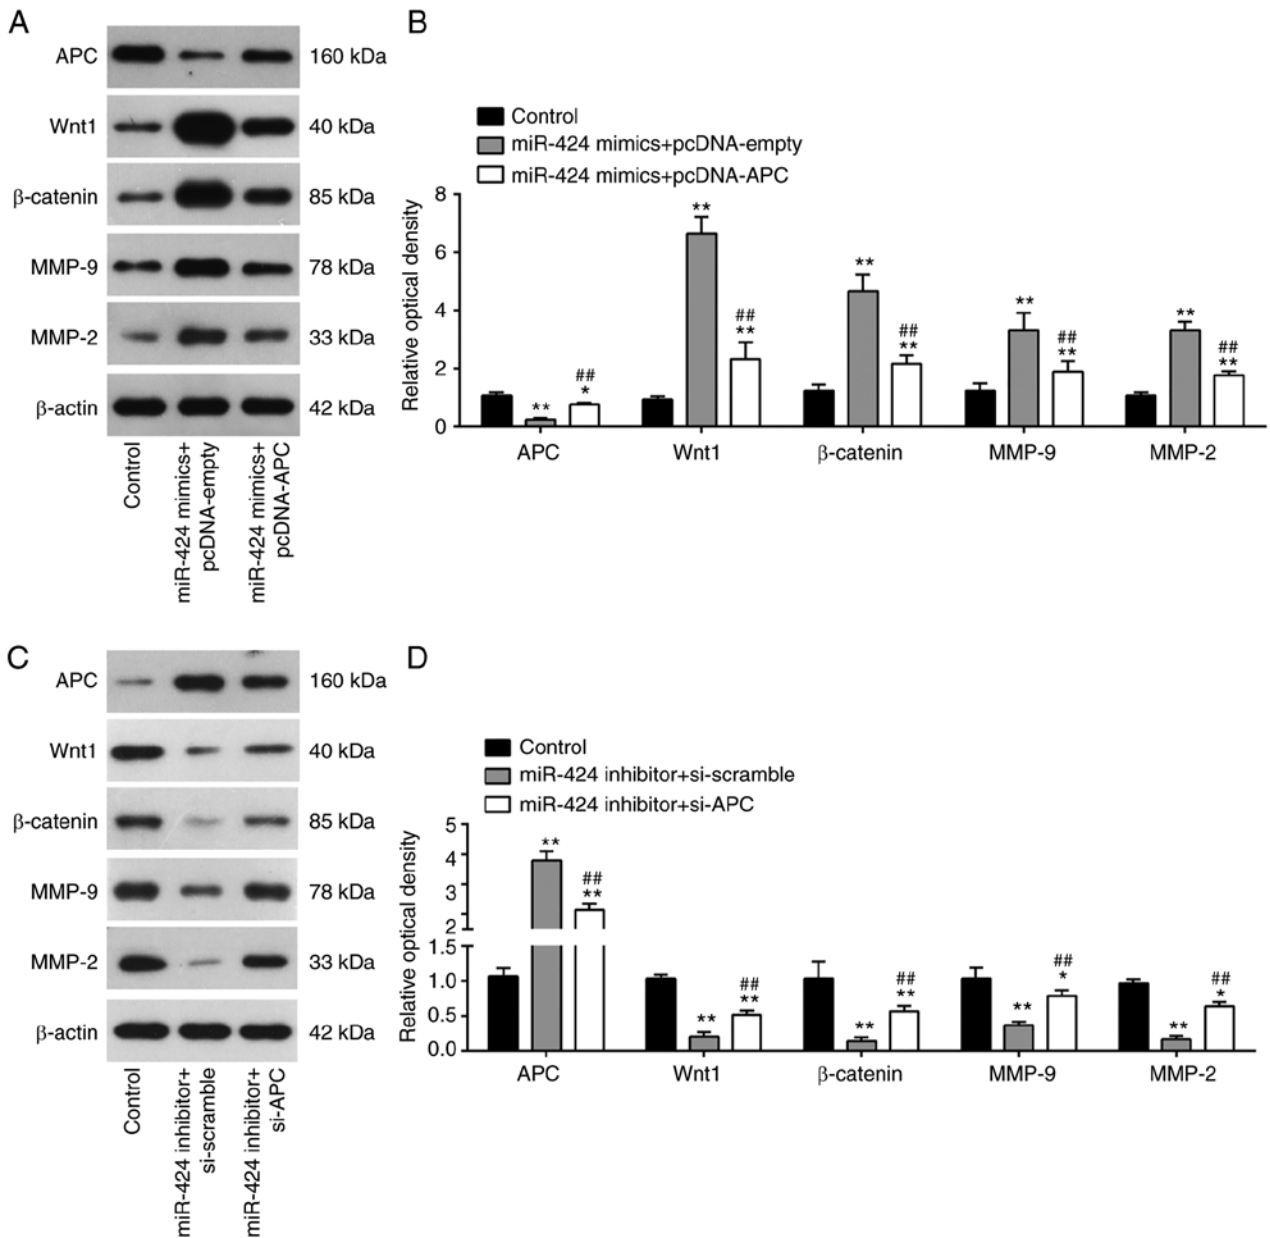 A
APC 160 kDa
Wnt1 40 kDa
β-catenin 85 kDa
MMP-9 78 kDa
MMP-2 33 kDa
β-actin 42 kDa
Control
miR-424 mimics+
pcDNA-empty
miR-424 mimics+
pcDNA-APC
B
Control
miR-424 mimics+pcDNA-empty
miR-424 mimics+pcDNA-APC
Relative optical density
8
6
4
2
0
**
##
*
**
##
**
**
##
**
**
##
**
**
##
**
APC Wnt1 β-catenin MMP-9 MMP-2
C
APC 160 kDa
Wnt1 40 kDa
β-catenin 85 kDa
MMP-9 78 kDa
MMP-2 33 kDa
β-actin 42 kDa
Control
miR-424 inhibitor+
si-scramble
miR-424 inhibitor+
si-APC
D
Control
miR-424 inhibitor+si-scramble
miR-424 inhibitor+si-APC
Relative optical density
5
4
3
2
1.5
1.0
0.5
0.0
**
##
**
**
##
**
**
##
**
**
##
*
**
##
*
APC Wnt1 β-catenin MMP-9 MMP-2